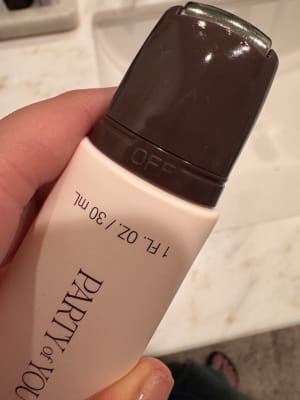 OFF
1 FL. OZ. / 30 mL
PARTY of YOU